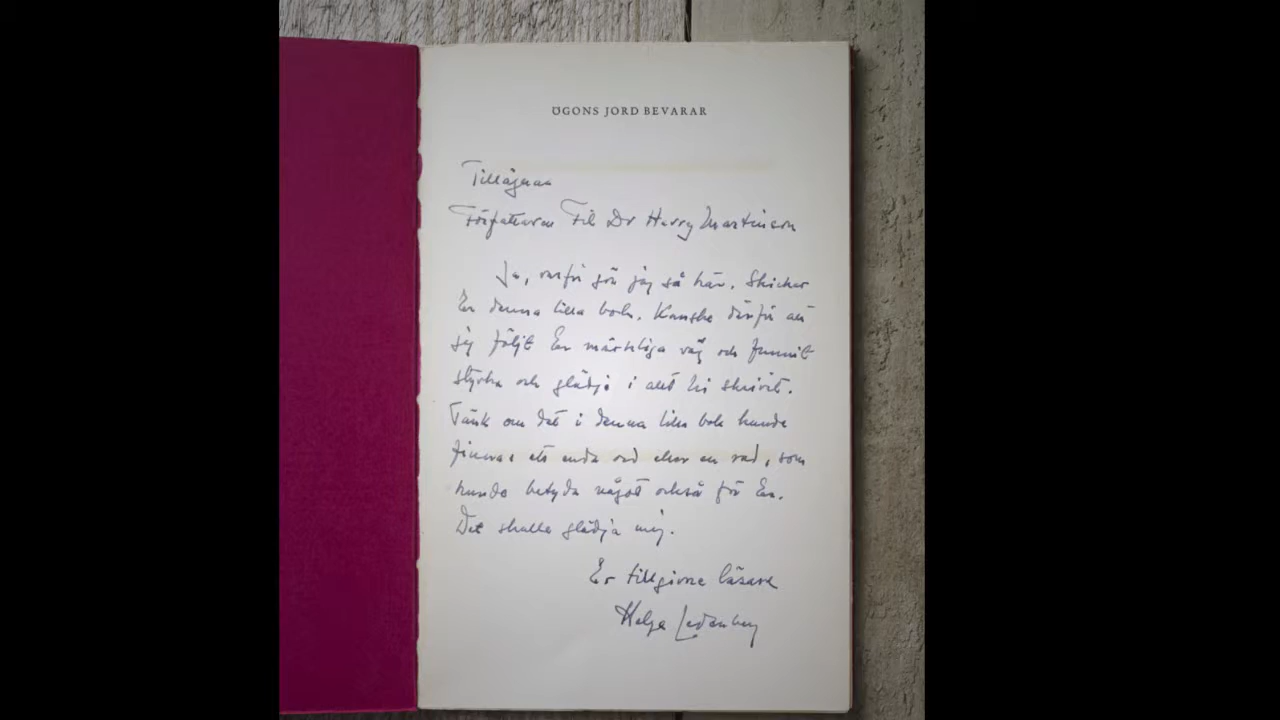 ÖGONS JORD BEVARAR
Tillägnan
Författaren Fil Dr Harry Martinson
Ja, varför gör jag så här. Skickar
Er denna lilla bok. Kanske därför att
jag följt Er märkliga väg och funnit
styrka och glädje i allt Ni skrivit.
Tänk om det i denna lilla bok kunde
finnas ett enda ord eller en rad, som
kunde betyda något också för Er.
Det skulle glädja mig.
Er tillgivne läsare
Helge